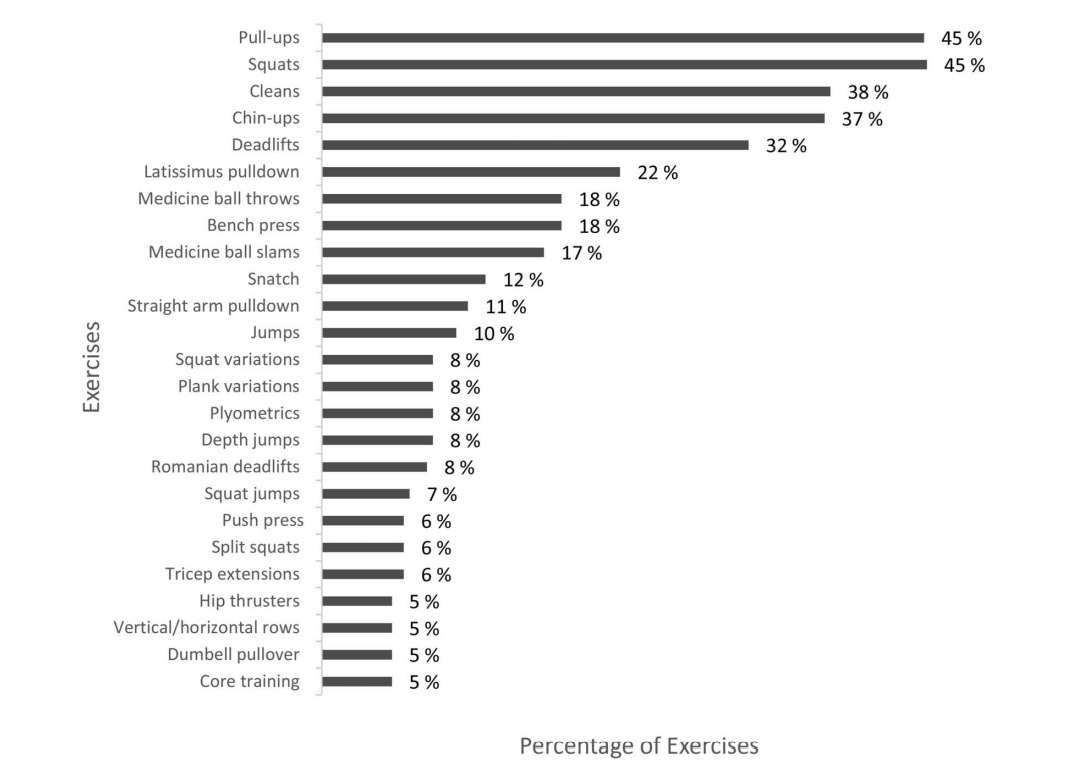 Pull-ups 45 %
Squats 45 %
Cleans 38 %
Chin-ups 37 %
Deadlifts 32 %
Latissimus pulldown 22 %
Medicine ball throws 18 %
Bench press 18 %
Medicine ball slams 17 %
Snatch 12 %
Straight arm pulldown 11 %
Jumps 10 %
Squat variations 8 %
Plank variations 8 %
Plyometrics 8 %
Depth jumps 8 %
Romanian deadlifts 8 %
Squat jumps 7 %
Push press 6 %
Split squats 6 %
Tricep extensions 6 %
Hip thrusters 5 %
Vertical/horizontal rows 5 %
Dumbell pullover 5 %
Core training 5 %
Exercises
Percentage of Exercises